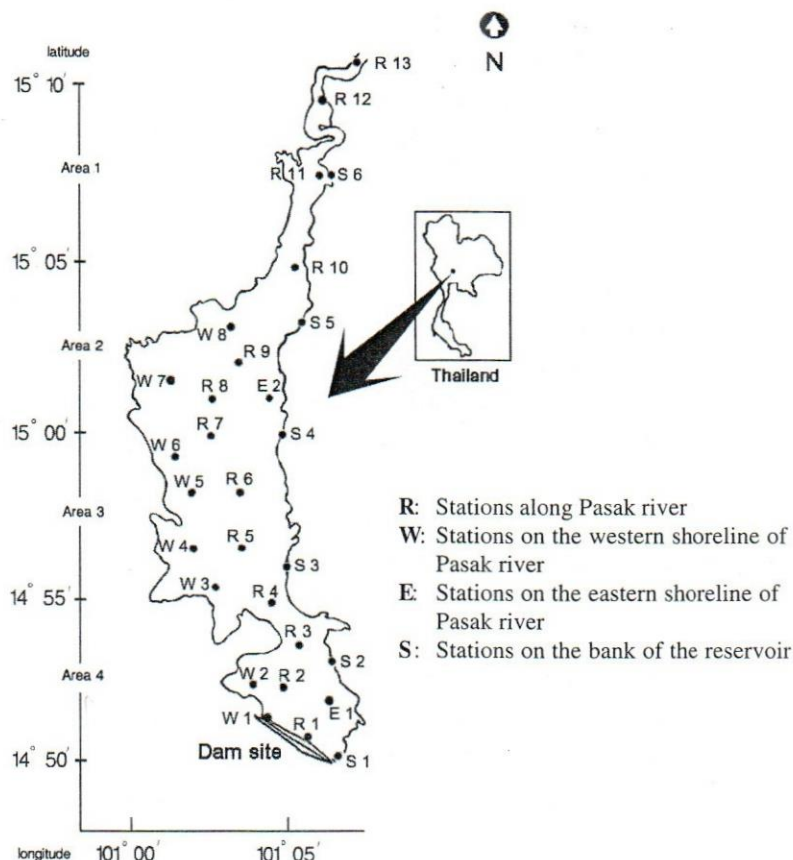 N
latitude
R 13
15° 10′
R 12
Area 1
R 11
S 6
15° 05′
R 10
W 8
S 5
Area 2
R 9
Thailand
W 7
R 8
E 2
R 7
15° 00′
S 4
W 6
W 5
R 6
R: Stations along Pasak river
Area 3
W: Stations on the western shoreline of
Pasak river
W 4
R 5
S 3
W 3
R 4
E: Stations on the eastern shoreline of
Pasak river
14° 55′
R 3
S: Stations on the bank of the reservoir
S 2
Area 4
W 2
R 2
E 1
W 1
R 1
Dam site
14° 50′
S 1
longitude
101° 00′
101° 05′